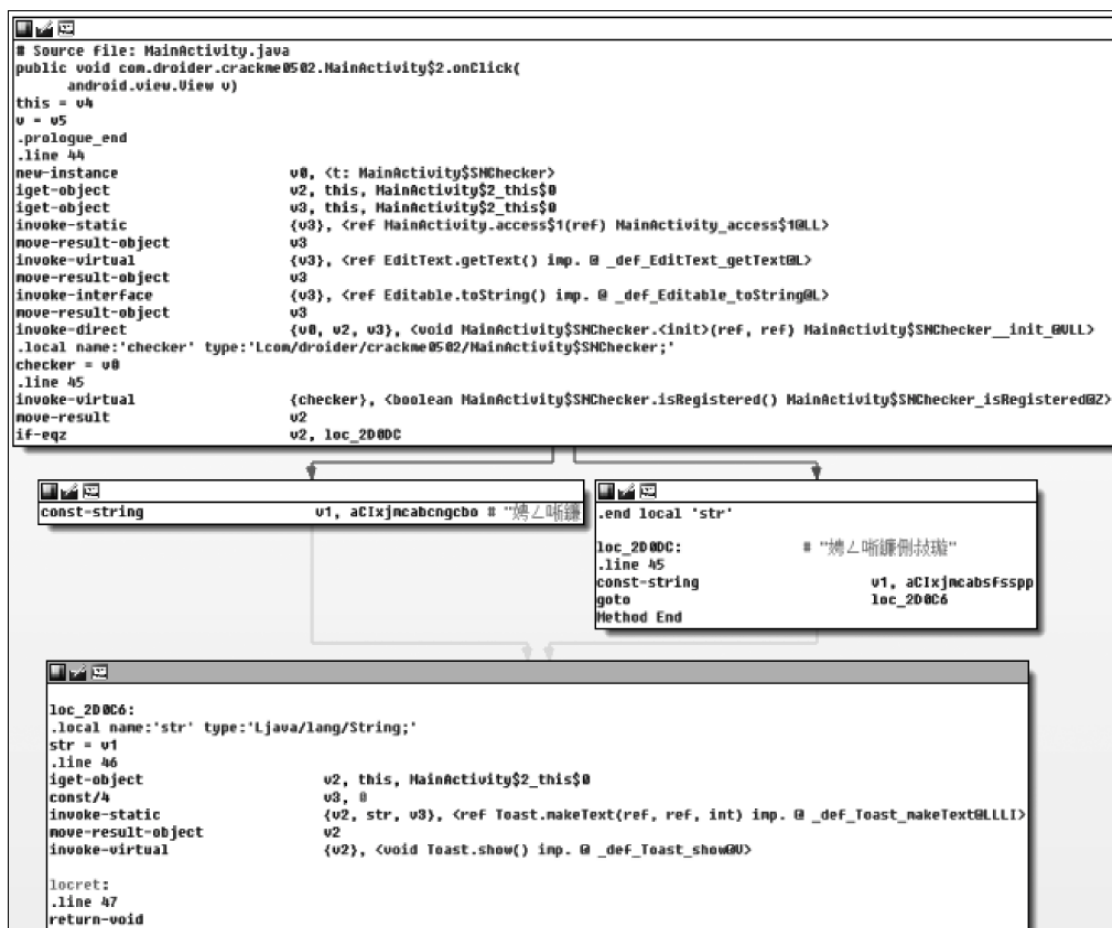 # Source file: MainActivity.java
public void com.droider.crackme0502.MainActivity$2.onClick(
android.view.View v)
this = v4
v = v5
.prologue_end
.line 44
new-instance v0, <t: MainActivity$SNChecker>
iget-object v2, this, MainActivity$2_this$0
iget-object v3, this, MainActivity$2_this$0
invoke-static {v3}, <ref MainActivity.access$1(ref) MainActivity_access$1@LL>
move-result-object v3
invoke-virtual {v3}, <ref EditText.getText() imp. @ _def_EditText_getText@L>
move-result-object v3
invoke-interface {v3}, <ref Editable.toString() imp. @ _def_Editable_toString@L>
move-result-object v3
invoke-direct {v0, v2, v3}, <void MainActivity$SNChecker.<init>(ref, ref) MainActivity$SNChecker__init_@VLL>
.local name:'checker' type:'Lcom/droider/crackme0502/MainActivity$SNChecker;'
checker = v0
.line 45
invoke-virtual {checker}, <boolean MainActivity$SNChecker.isRegistered() MainActivity$SNChecker_isRegistered@Z>
move-result v2
if-eqz v2, loc_2D0DC
const-string v1, aCIxjmcabcngcbo # "
.end local 'str'
loc_2D0DC: # "
.line 45
const-string v1, aCIxjmcabsfsspp
goto loc_2D0C6
Method End
loc_2D0C6:
.local name:'str' type:'Ljava/lang/String;'
str = v1
.line 46
iget-object v2, this, MainActivity$2_this$0
const/4 v3, 0
invoke-static {v2, str, v3}, <ref Toast.makeText(ref, ref, int) imp. @ _def_Toast_makeText@LLLI>
move-result-object v2
invoke-virtual {v2}, <void Toast.show() imp. @ _def_Toast_show@V>
locret:
.line 47
return-void